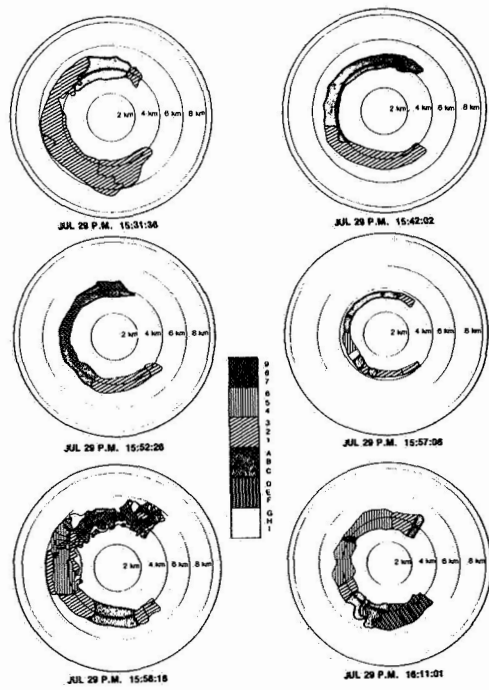 2 km 4 km 6 km 8 km
2 km 4 km 6 km 8 km
JUL 29 P.M. 15:31:36
JUL 29 P.M. 15:42:02
2 km 4 km 6 km 8 km
2 km 4 km 6 km 8 km
JUL 29 P.M. 15:52:26
JUL 29 P.M. 15:57:06
9
8
7
6
5
4
3
2
1
A
B
C
D
E
F
G
H
I
2 km 4 km 6 km 8 km
2 km 4 km 6 km 8 km
JUL 29 P.M. 15:58:16
JUL 29 P.M. 16:11:01